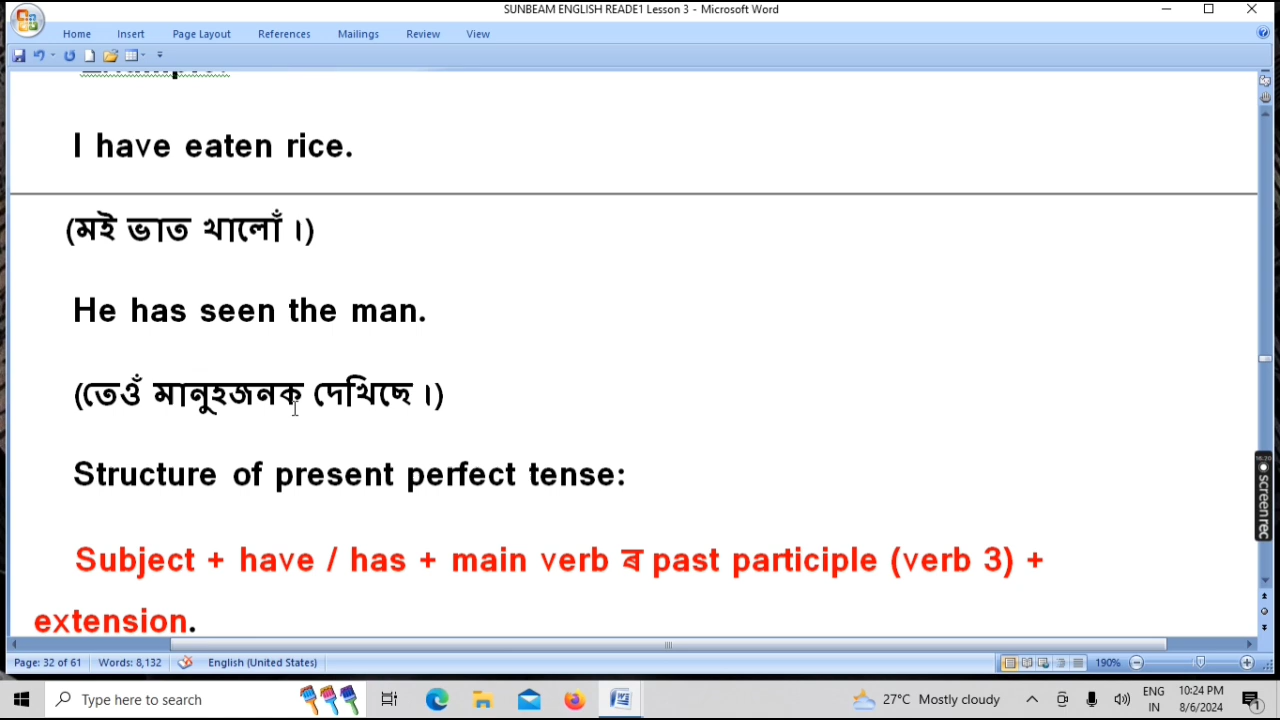 SUNBEAM ENGLISH READE1 Lesson 3 - Microsoft Word
Home Insert Page Layout References Mailings Review View
I have eaten rice.
(মই ভাত খালোঁ ।)
He has seen the man.
(তেওঁ মানুহজনক দেখিছে ।)
Structure of present perfect tense:
Subject + have / has + main verb ৰ past participle (verb 3) +
extension.
screen rec
Page: 32 of 61 Words: 8,132 English (United States) 190%
Type here to search 27°C Mostly cloudy ENG IN 10:24 PM 8/6/2024 1